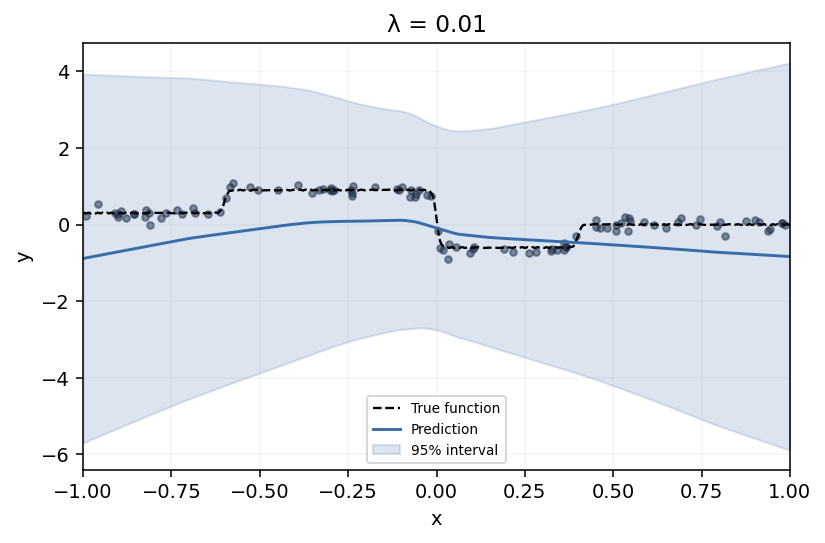 λ = 0.01
4
2
0
−2
−4
−6
y
True function
Prediction
95% interval
−1.00 −0.75 −0.50 −0.25 0.00 0.25 0.50 0.75 1.00
x